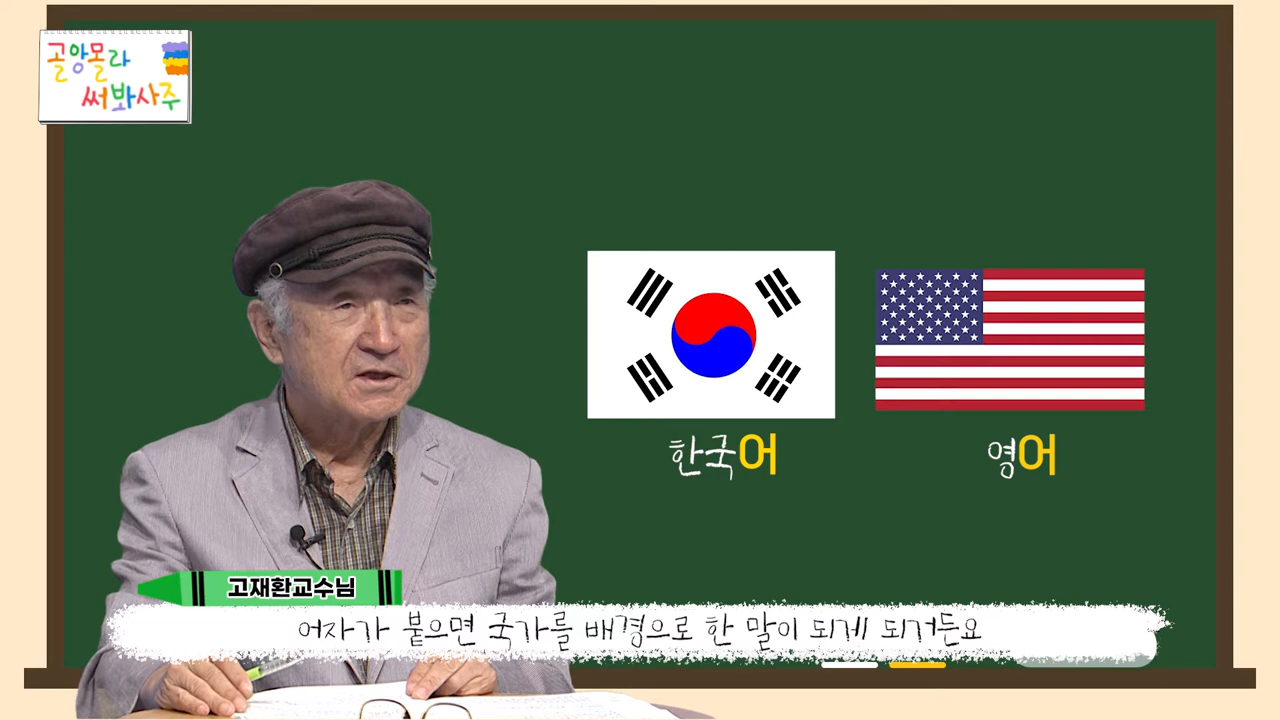 골앙몰라
써봐사주
한국어
영어
고재환교수님
어자가 붙으면 국가를 배경으로 한 말이 되게 되거든요